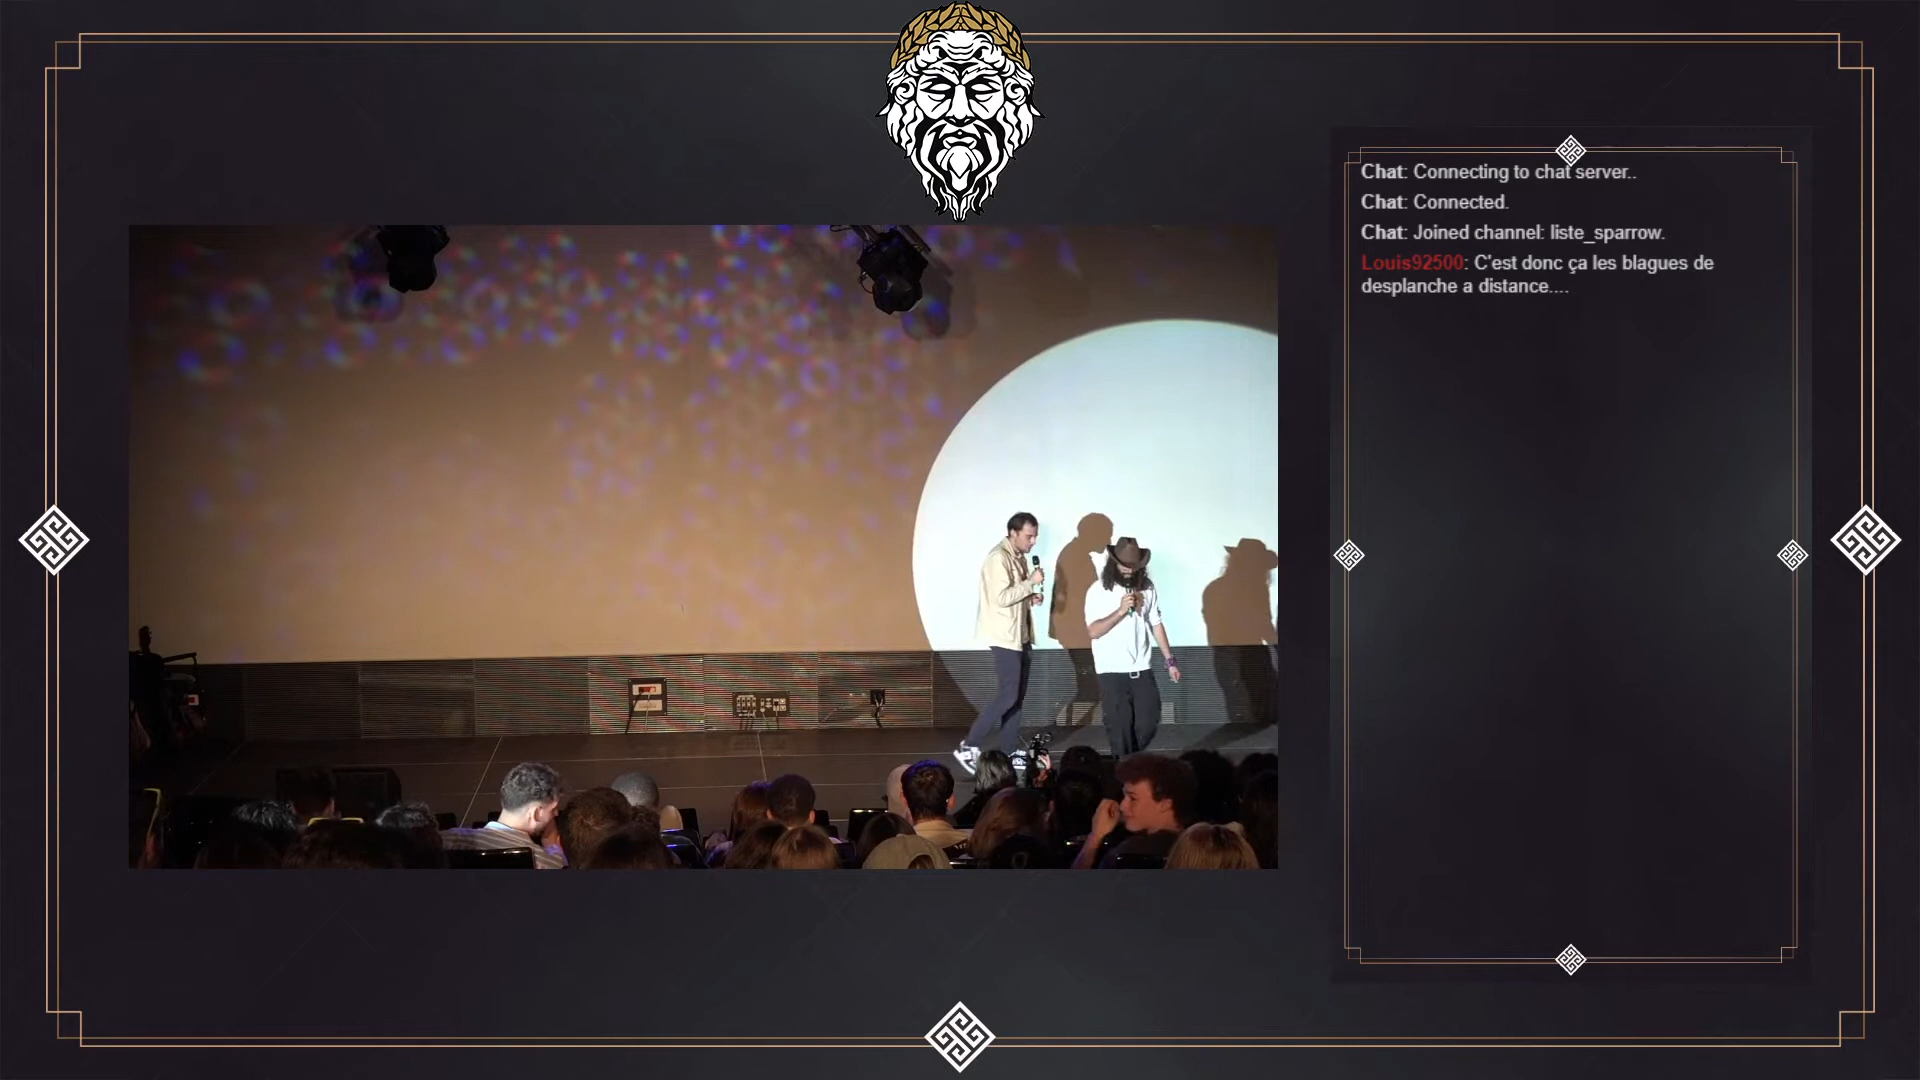 Chat: Connecting to chat server..
Chat: Connected.
Chat: Joined channel: liste_sparrow.
Louis92500: C'est donc ça les blagues de
desplanche a distance....